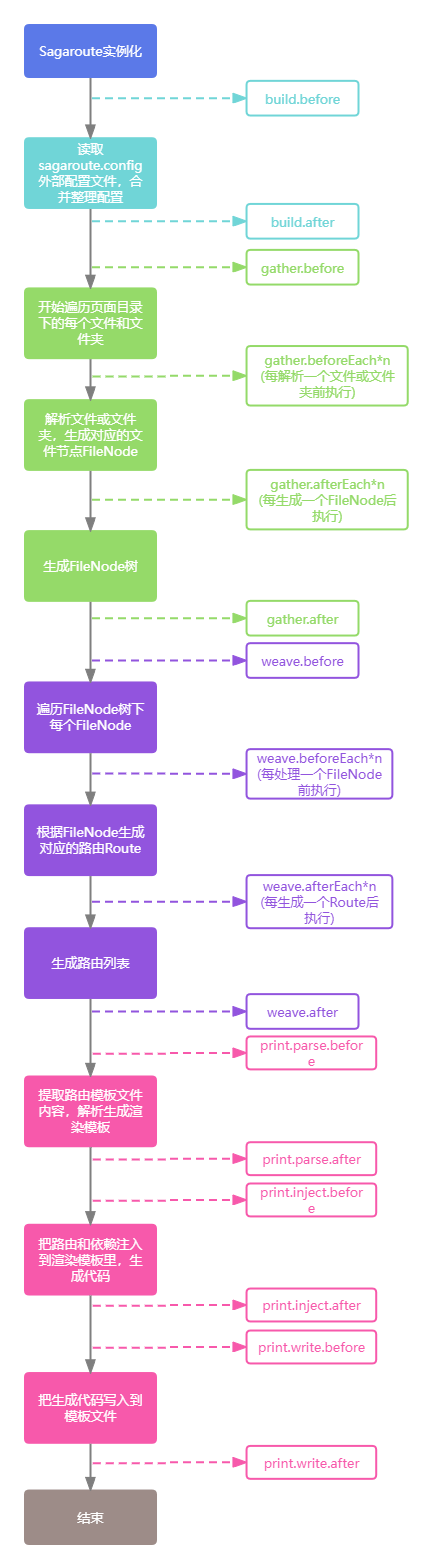 Sagaroute实例化
build.before
读取
sagaroute.config
外部配置文件，合
并整理配置
build.after
gather.before
开始遍历页面目录
下的每个文件和文
件夹
gather.beforeEach*n
(每解析一个文件或文件
夹前执行)
解析文件或文件
夹，生成对应的文
件节点FileNode
gather.afterEach*n
(每生成一个FileNode后
执行)
生成FileNode树
gather.after
weave.before
遍历FileNode树下
每个FileNode
weave.beforeEach*n
(每处理一个FileNode
前执行)
根据FileNode生成
对应的路由Route
weave.afterEach*n
(每生成一个Route后
执行)
生成路由列表
weave.after
print.parse.befor
e
提取路由模板文件
内容，解析生成渲
染模板
print.parse.after
print.inject.befor
e
把路由和依赖注入
到渲染模板里，生
成代码
print.inject.after
print.write.before
把生成代码写入到
模板文件
print.write.after
结束